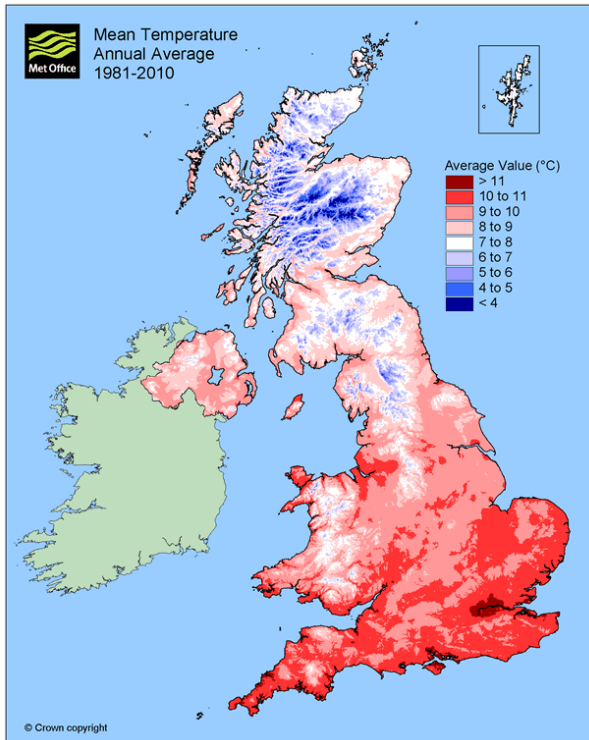 Met Office
Mean Temperature
Annual Average
1981-2010
Average Value (°C)
> 11
10 to 11
9 to 10
8 to 9
7 to 8
6 to 7
5 to 6
4 to 5
< 4
© Crown copyright